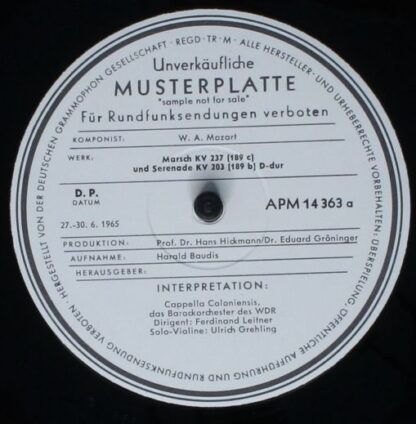 HERGESTELLT VON DER DEUTSCHEN GRAMMOPHON GESELLSCHAFT · REGD · TR · M · ALLE HERSTELLER- UND URHEBERRECHTE VORBEHALTEN · ÜBERSPIELUNG, ÖFFENTLICHE AUFFÜHRUNG UND RUNDFUNKSENDUNG VERBOTEN ·
Unverkäufliche
MUSTERPLATTE
"sample not for sale"
Für Rundfunksendungen verboten
KOMPONIST: W. A. Mozart
WERK: Marsch KV 237 (189 c)
und Serenade KV 203 (189 b) D-dur
D. P.
DATUM
APM 14 363 a
27.-30. 6. 1965
PRODUKTION: Prof. Dr. Hans Hickmann/Dr. Eduard Gröninger
AUFNAHME: Harald Baudis
HERAUSGEBER:
INTERPRETATION:
Cappella Coloniensis,
das Barockorchester des WDR
Dirigent: Ferdinand Leitner
Solo-Violine: Ulrich Grehling